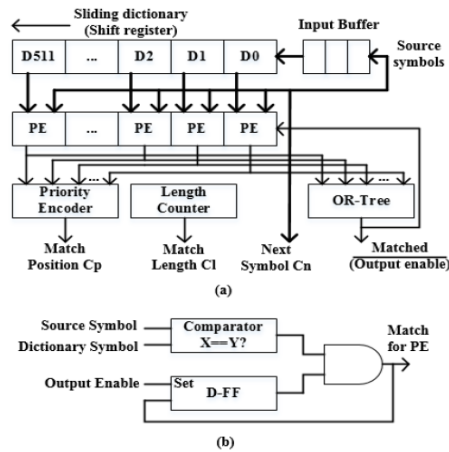 Sliding dictionary
(Shift register)
Input Buffer
Source
symbols
D511 ... D2 D1 D0
PE ... PE PE PE
... ...
Priority
Encoder
Length
Counter
OR-Tree
Match
Position Cp
Match
Length Cl
Next
Symbol Cn
Matched
(Output enable)
(a)
Source Symbol
Dictionary Symbol
Comparator
X==Y?
Match
for PE
Output Enable
Set
D-FF
(b)